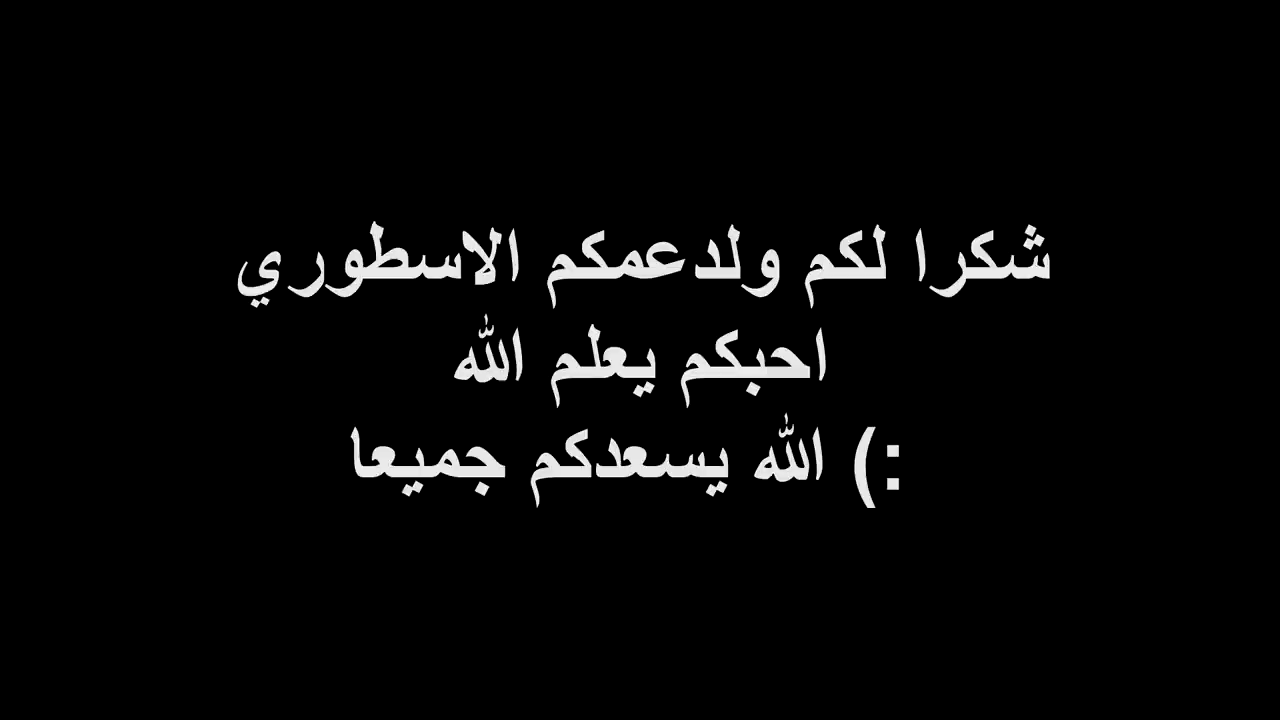 شكرا لكم ولدعمكم الاسطوري
احبكم يعلم الله
:) الله يسعدكم جميعا